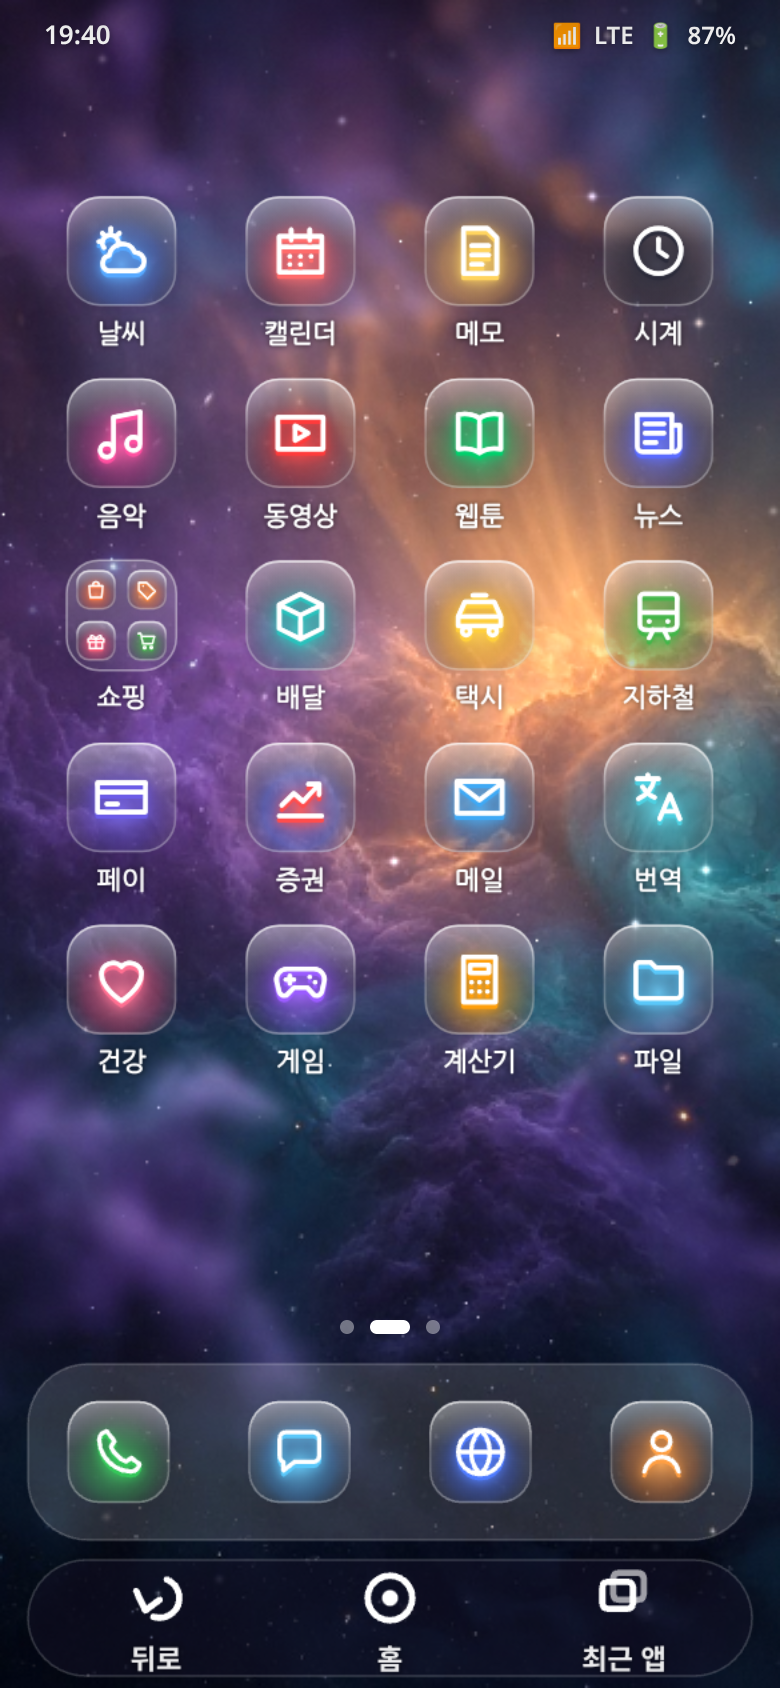 19:40 LTE 87%
날씨 캘린더 메모 시계
음악 동영상 웹툰 뉴스
쇼핑 배달 택시 지하철
페이 증권 메일 번역
건강 게임 계산기 파일
뒤로 홈 최근 앱